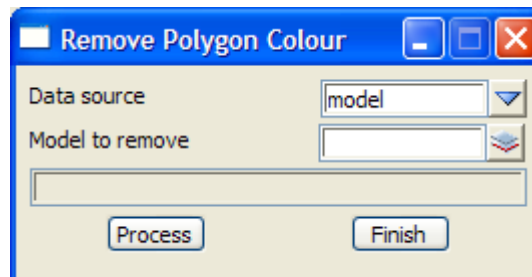 Remove Polygon Colour
Data source model
Model to remove
Process Finish